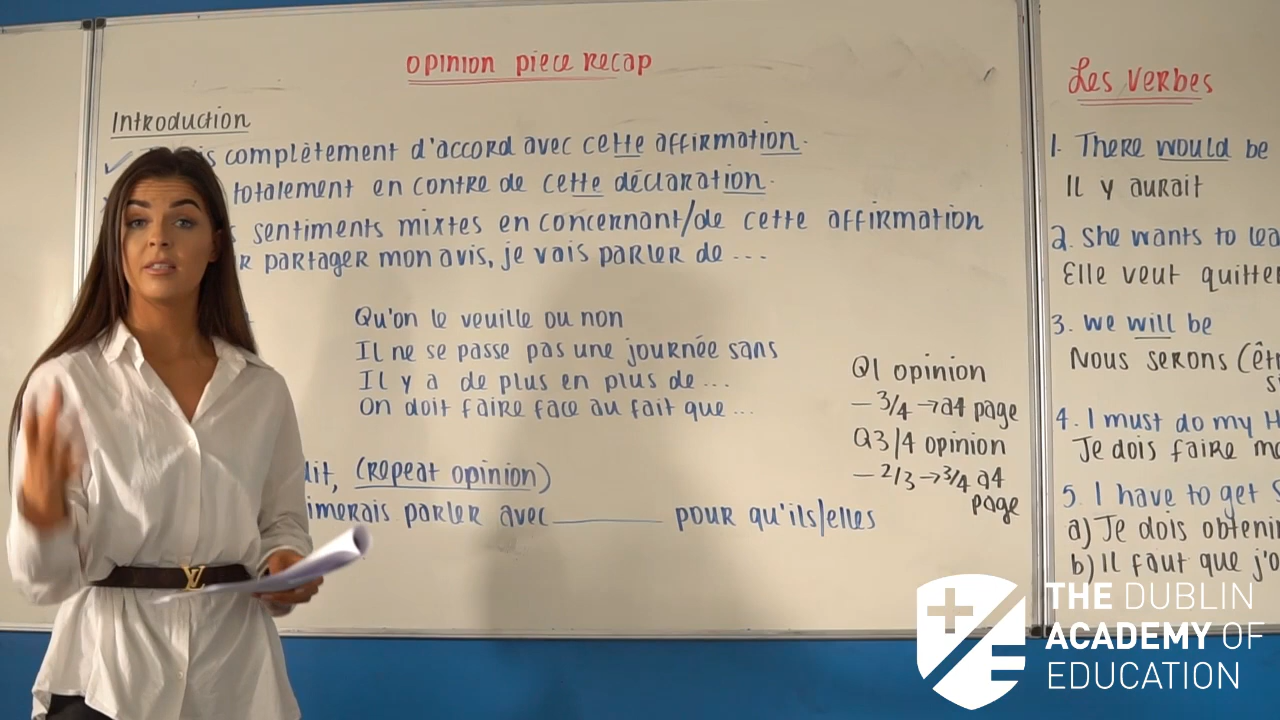 OPINION PIECE RECAP
Introduction
complètement d'accord avec cette affirmation.
totalement en contre de cette déclaration.
sentiments mixtes en concernant/de cette affirmation
partager mon avis, je vais parler de ...
Qu'on le veuille ou non
Il ne se passe pas une journée sans
Il y a de plus en plus de ...
On doit faire face au fait que ...
(repeat opinion)
parler avec ______ pour qu'ils/elles
Q1 opinion
- 3/4 → a4 page
Q3/4 opinion
- 2/3 → 3/4 a4
page
Les verbes
1. There would be
Il y aurait
2. She wants to
Elle veut quitter
3. We will be
Nous serons
4. I must do my
Je dois faire
5. I have to get
a) Je dois
b) Il faut que
THE DUBLIN
ACADEMY OF
EDUCATION